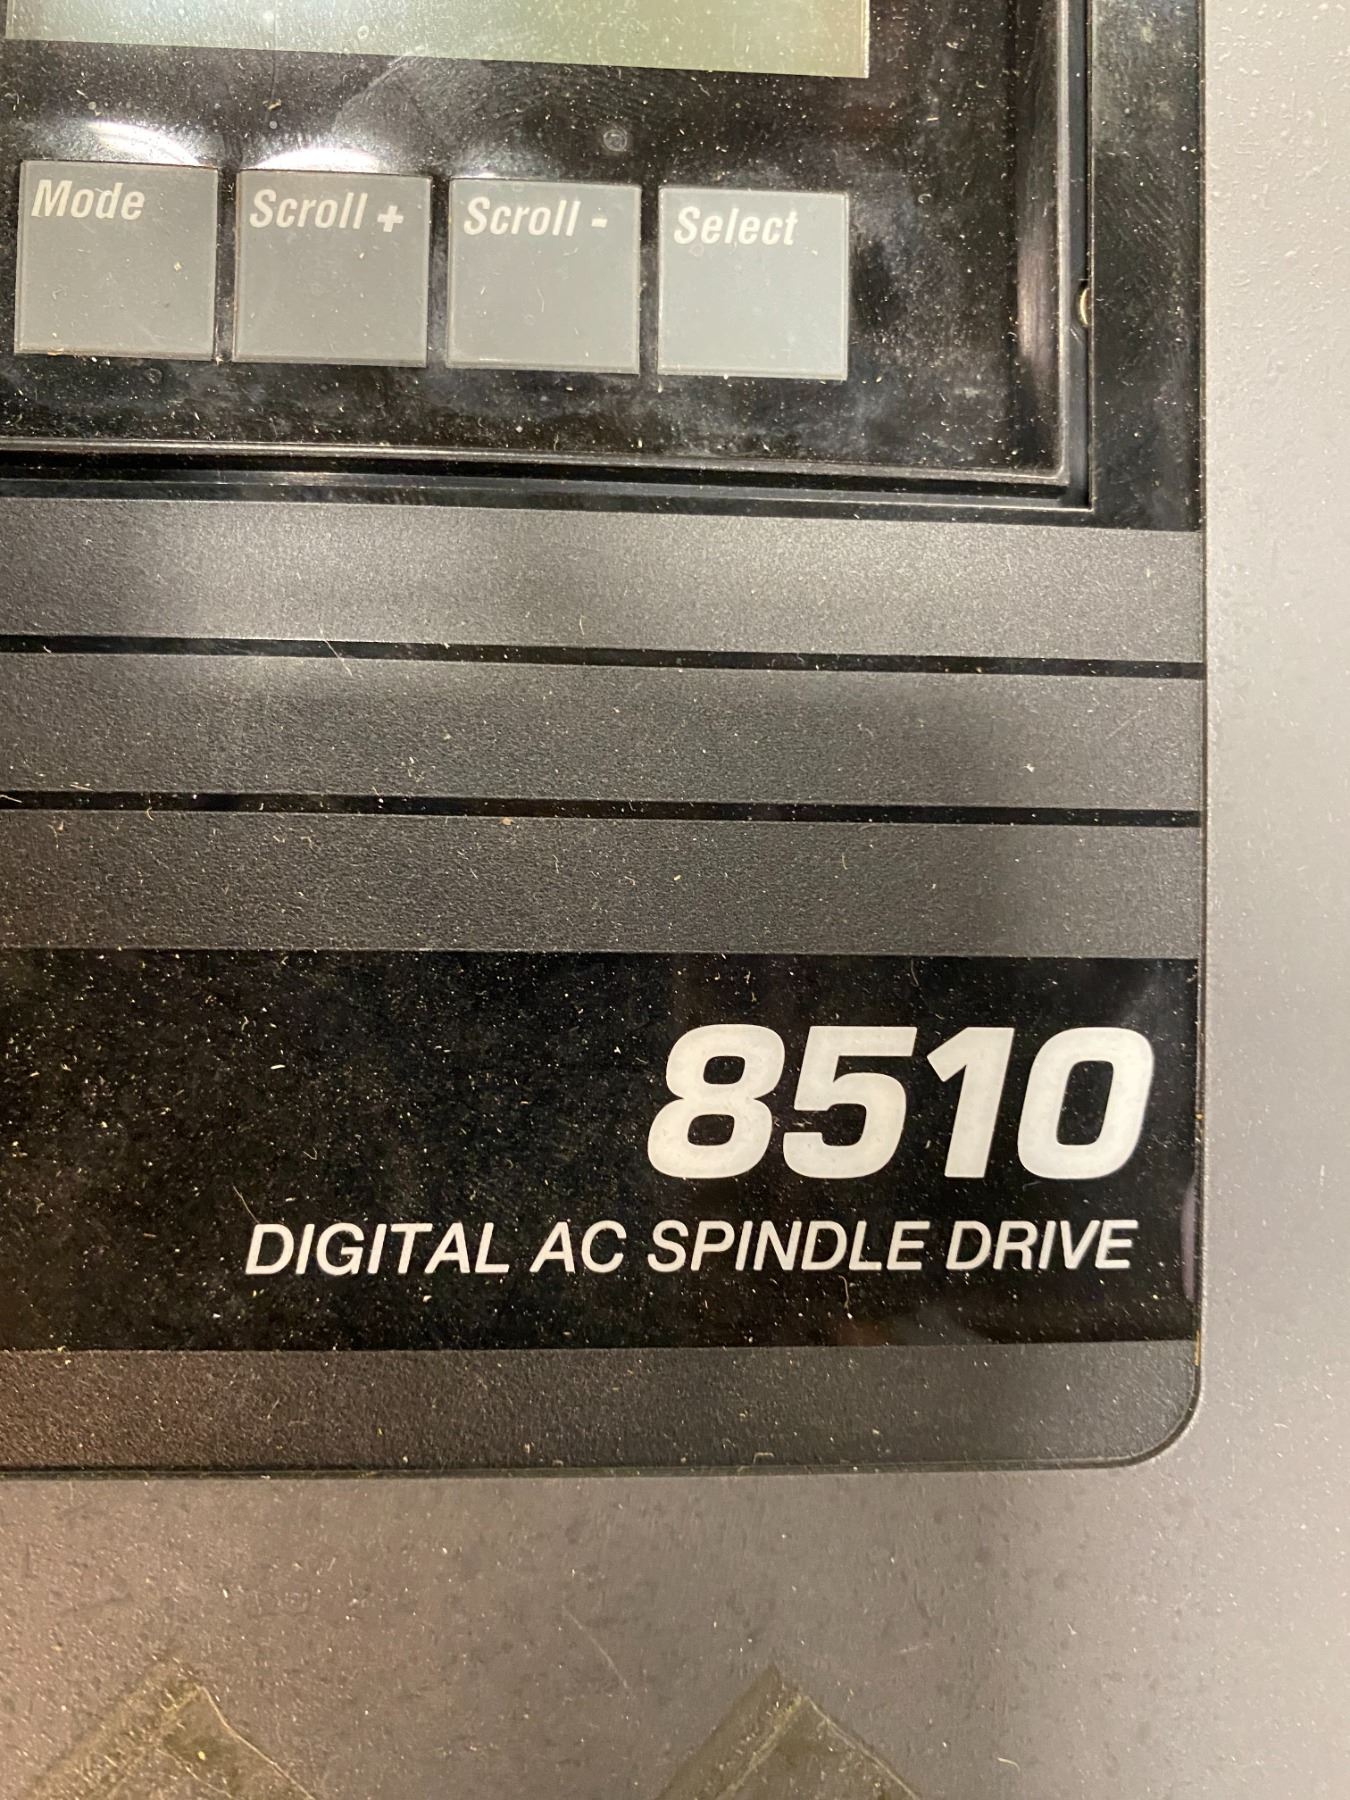 Mode Scroll + Scroll - Select
8510
DIGITAL AC SPINDLE DRIVE